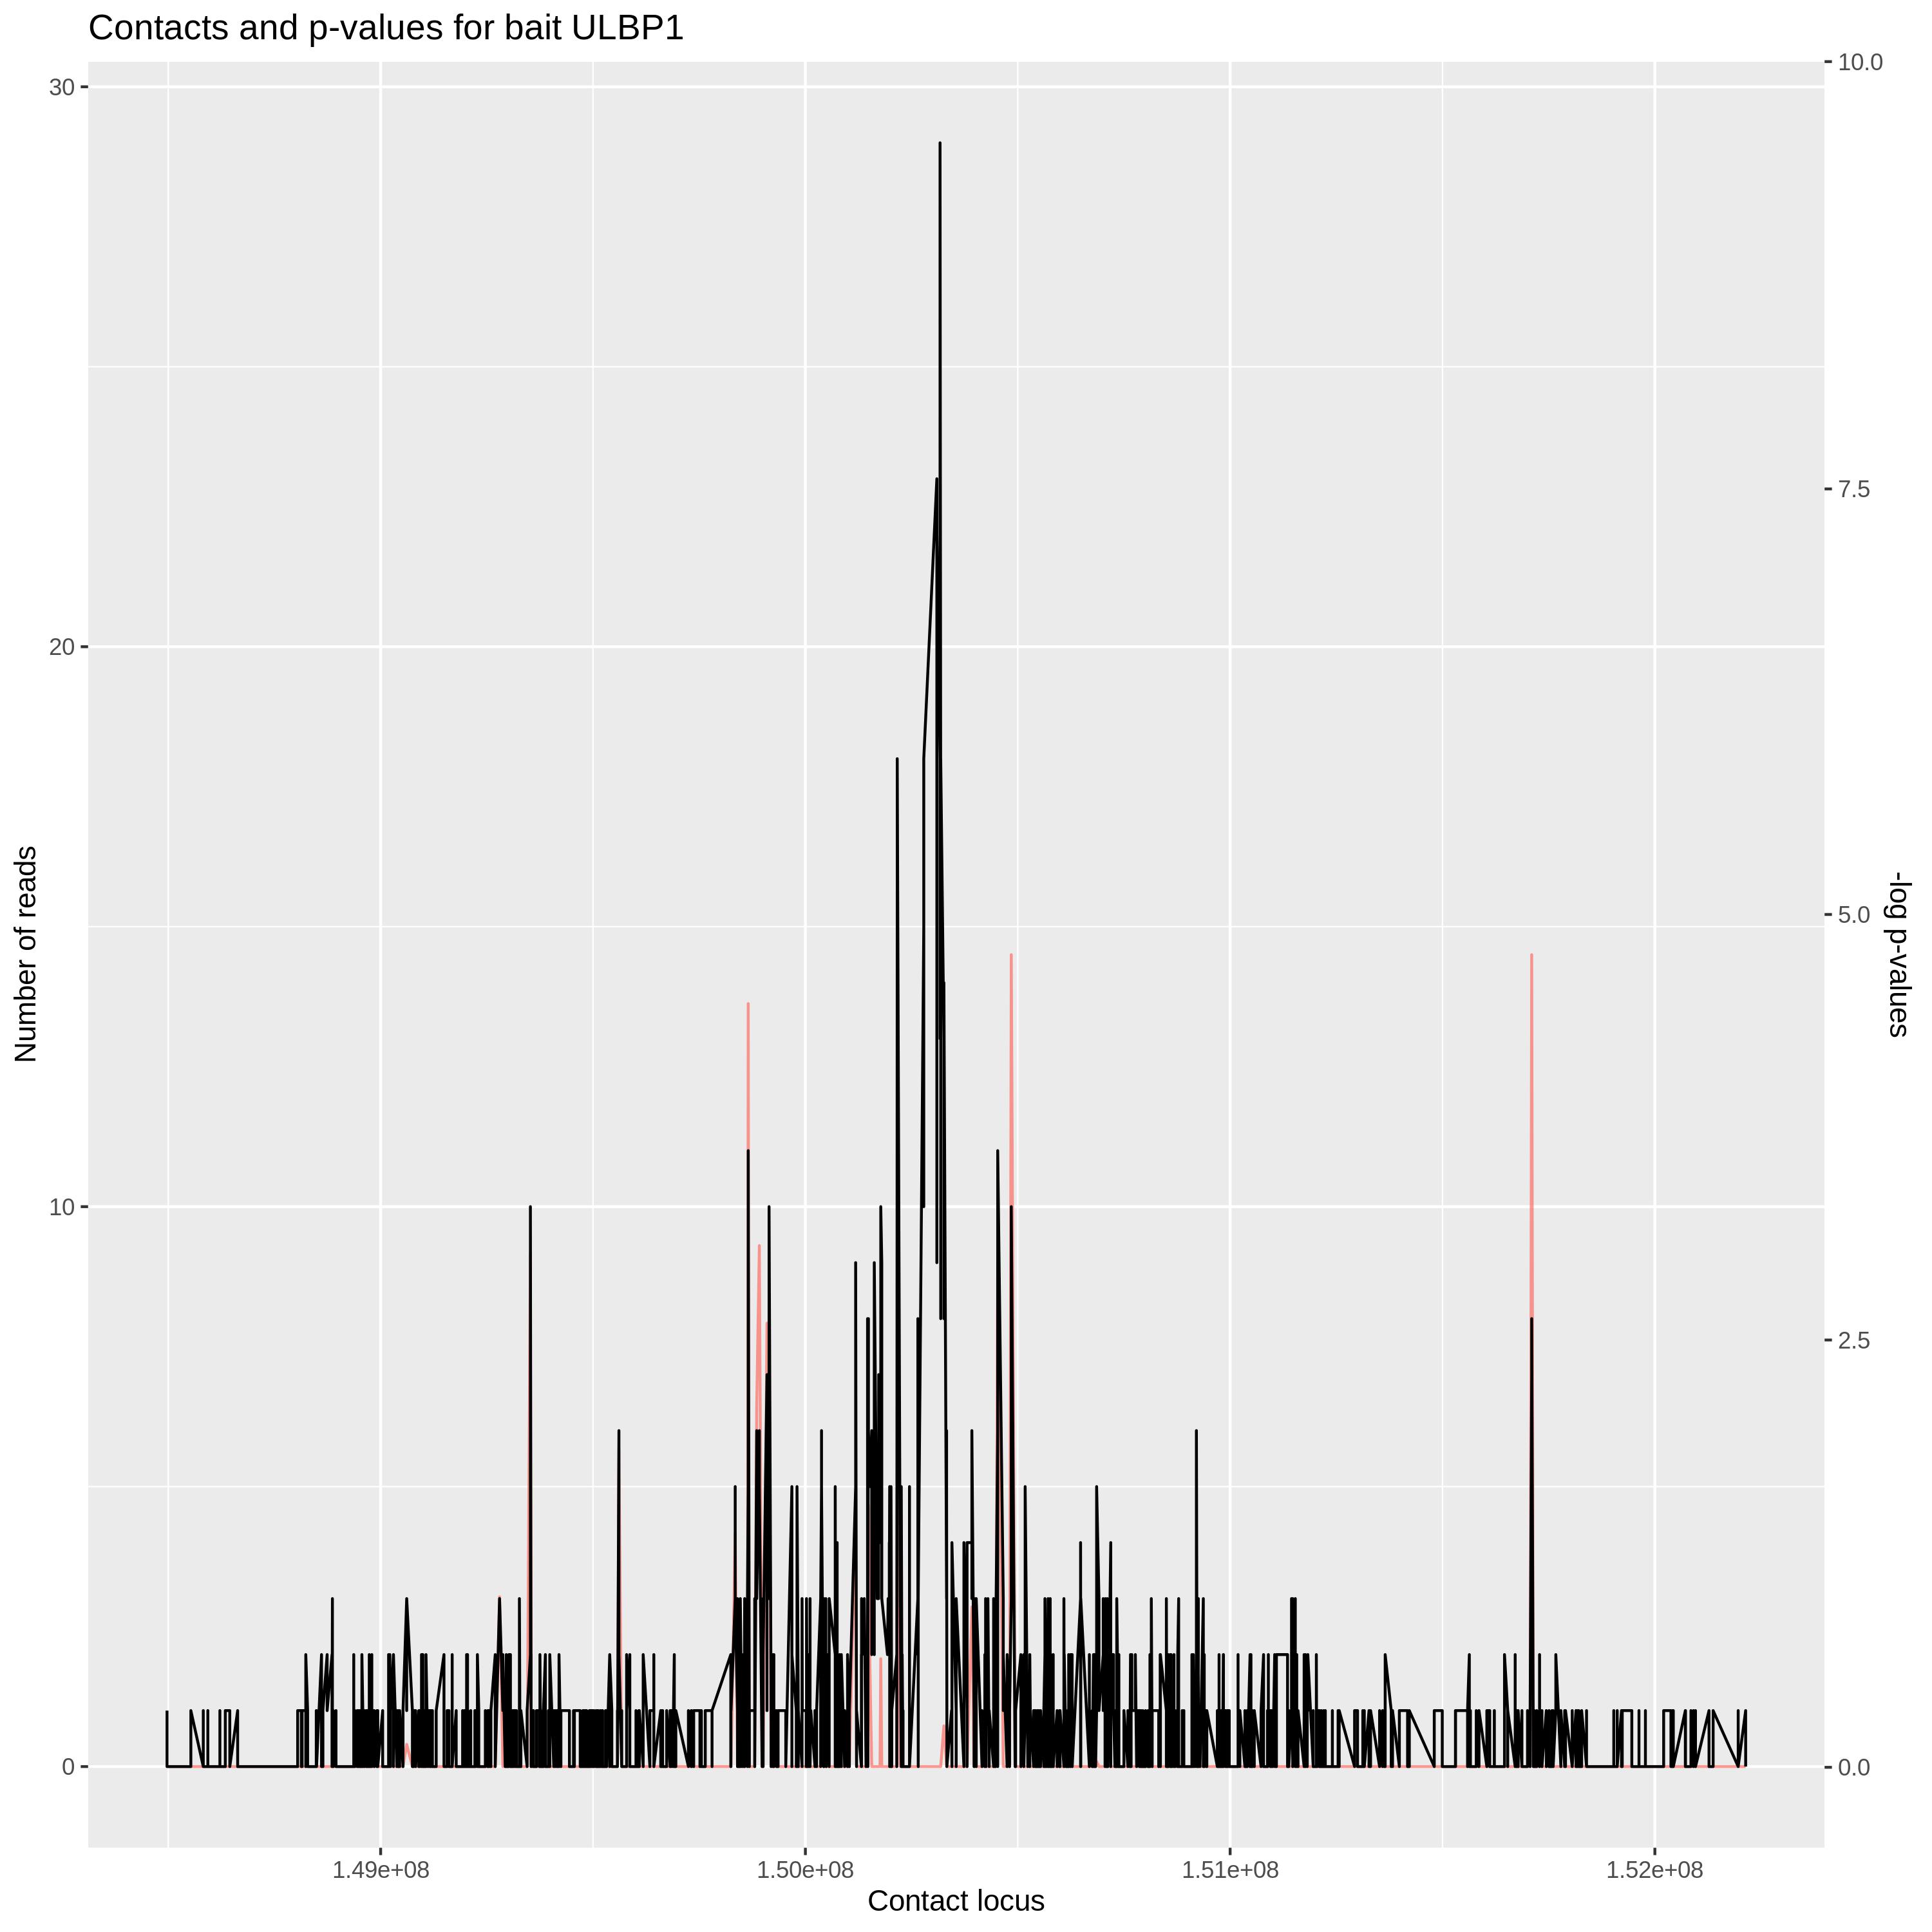 Contacts and p-values for bait ULBP1
30
20
10
0
Number of reads
10.0
7.5
5.0
2.5
0.0
-log p-values
1.49e+08
1.50e+08
1.51e+08
1.52e+08
Contact locus